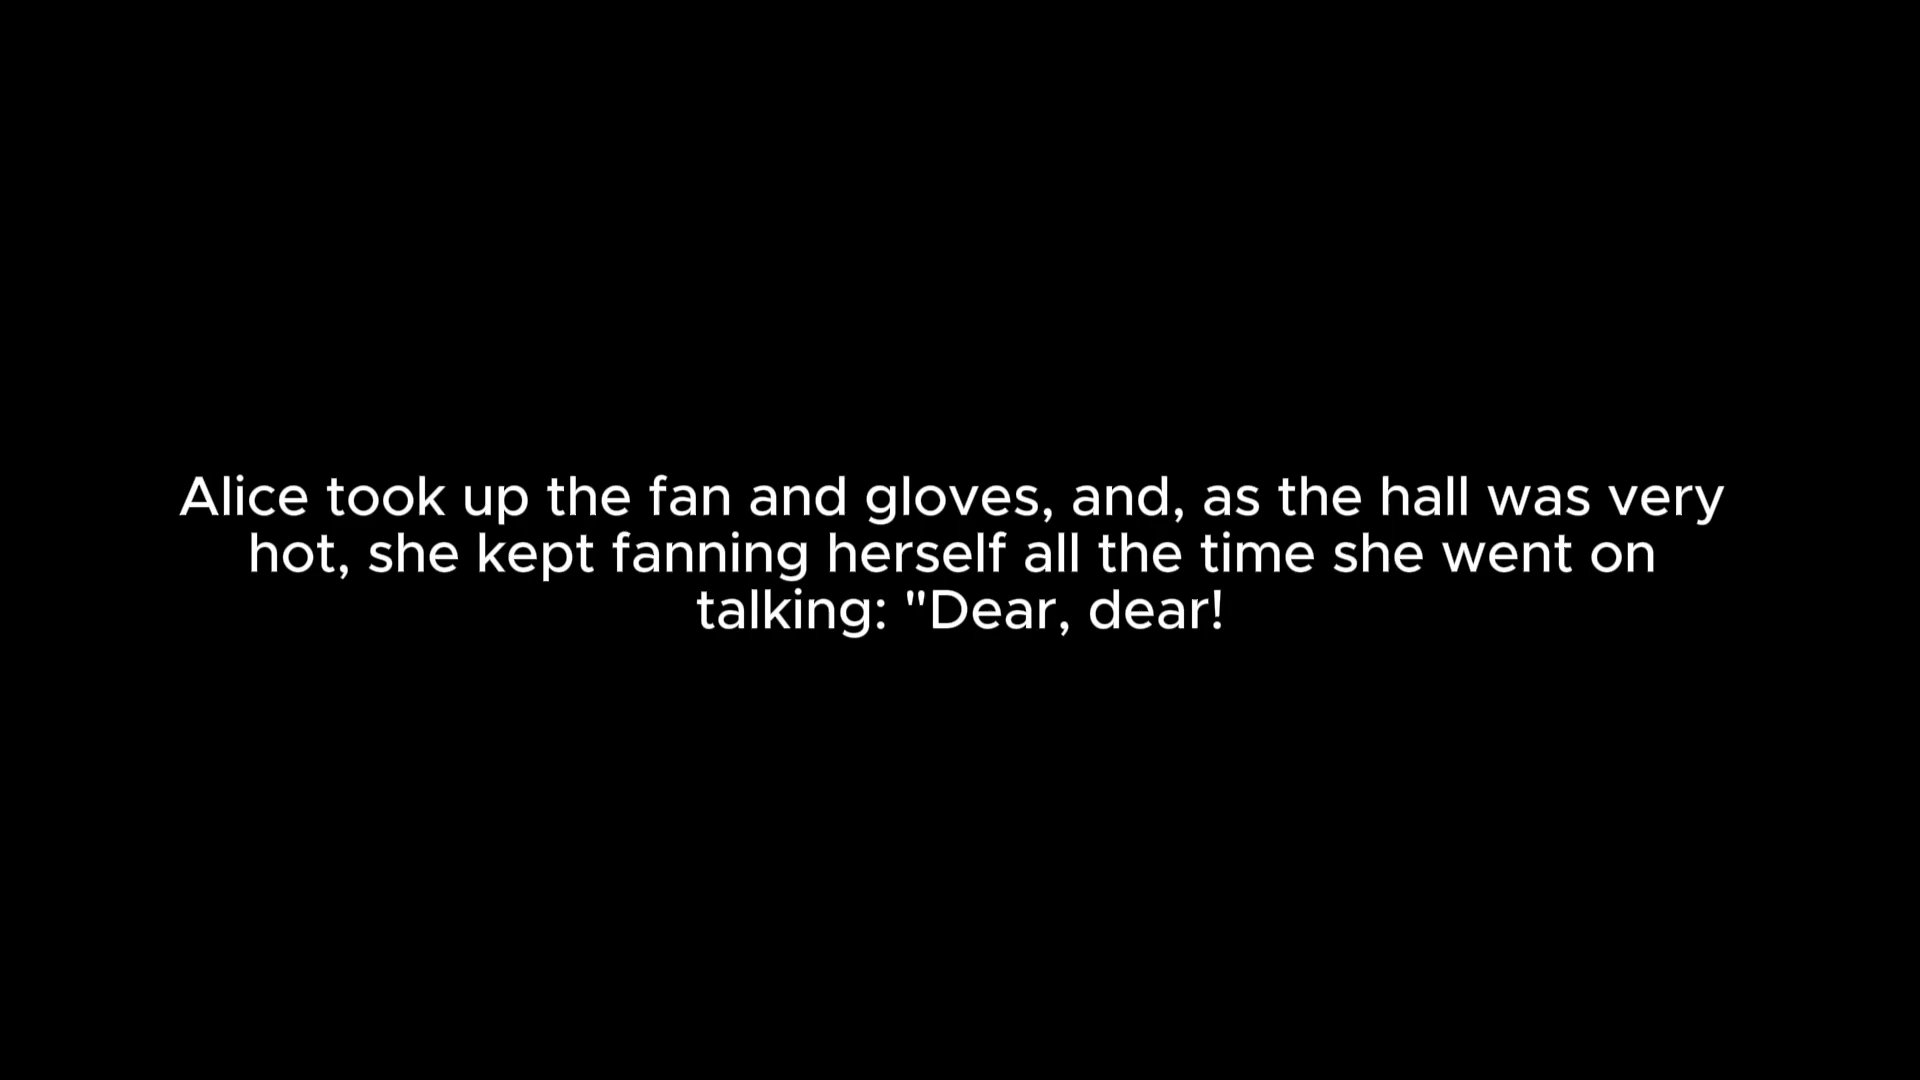 Alice took up the fan and gloves, and, as the hall was very
hot, she kept fanning herself all the time she went on
talking: "Dear, dear!